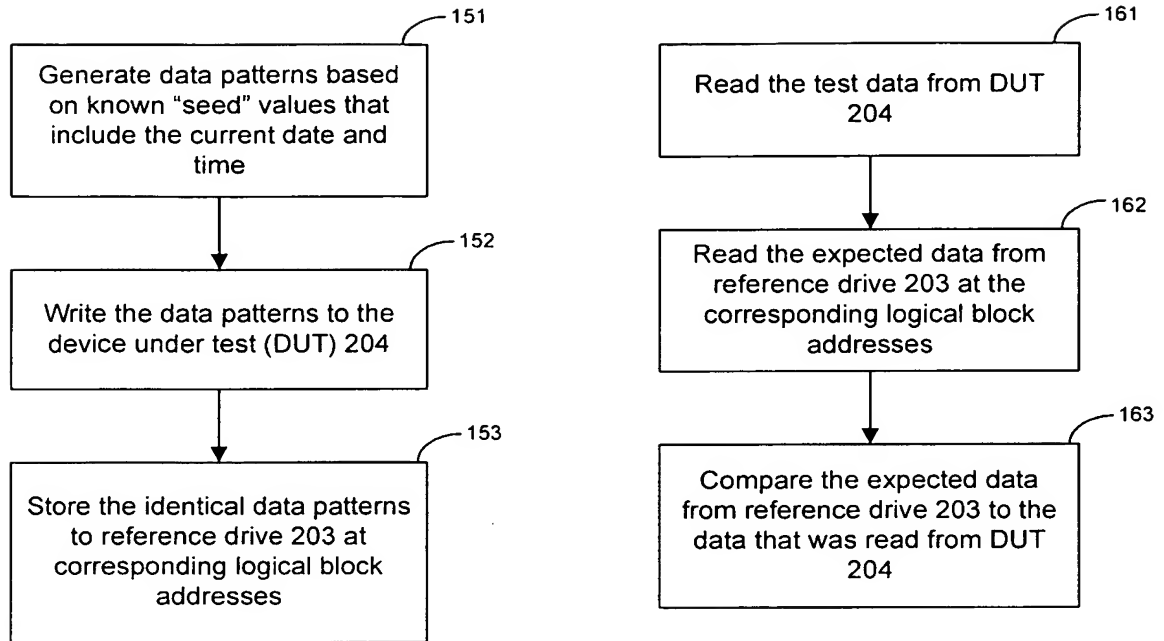 151
Generate data patterns based
on known “seed” values that
include the current date and
time
152
Write the data patterns to the
device under test (DUT) 204
153
Store the identical data patterns
to reference drive 203 at
corresponding logical block
addresses
161
Read the test data from DUT
204
162
Read the expected data from
reference drive 203 at the
corresponding logical block
addresses
163
Compare the expected data
from reference drive 203 to the
data that was read from DUT
204